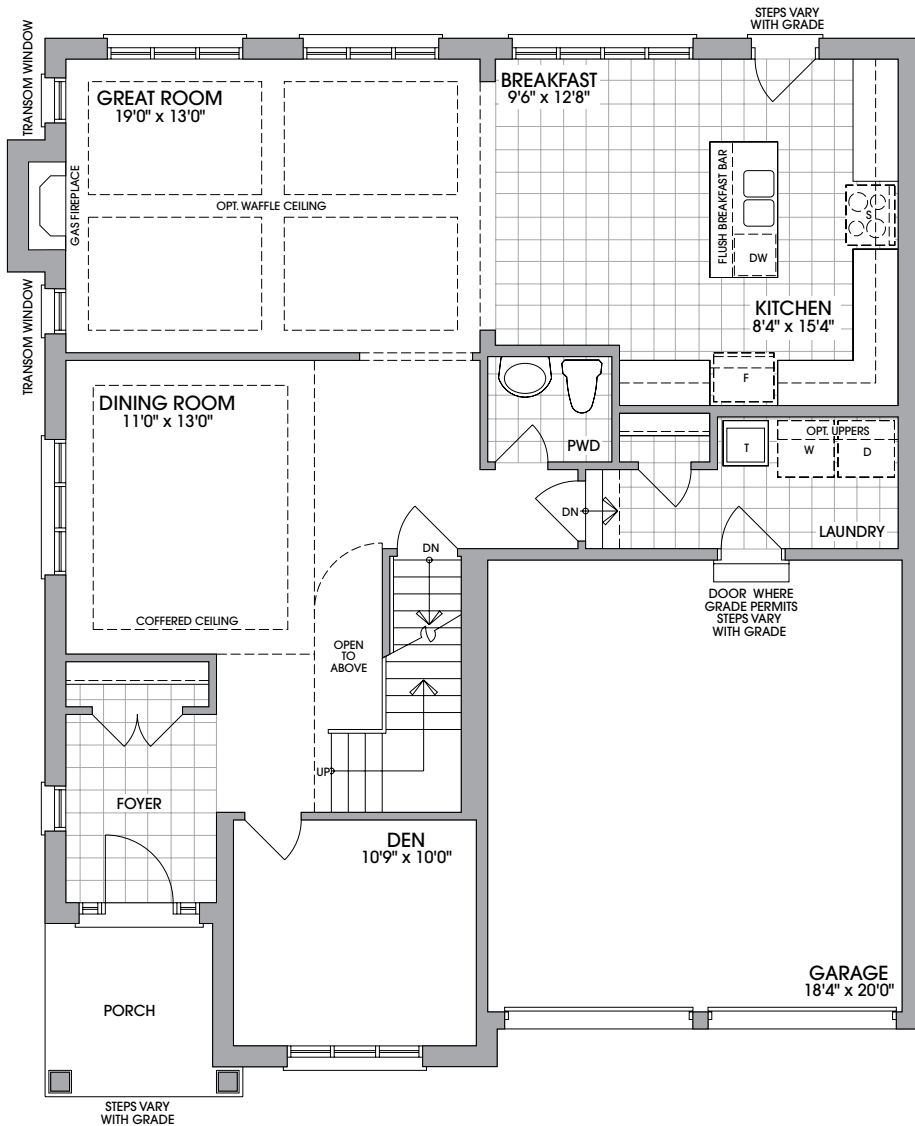 STEPS VARY
WITH GRADE
TRANSOM WINDOW
GREAT ROOM
19'0" x 13'0"
BREAKFAST
9'6" x 12'8"
GAS FIREPLACE
OPT. WAFFLE CEILING
FLUSH BREAKFAST BAR
S
DW
TRANSOM WINDOW
KITCHEN
8'4" x 15'4"
F
DINING ROOM
11'0" x 13'0"
PWD
OPT. UPPERS
T
W
D
DN
LAUNDRY
DN
DOOR WHERE
GRADE PERMITS
STEPS VARY
WITH GRADE
COFFERED CEILING
OPEN
TO
ABOVE
UP
FOYER
DEN
10'9" x 10'0"
GARAGE
18'4" x 20'0"
PORCH
STEPS VARY
WITH GRADE